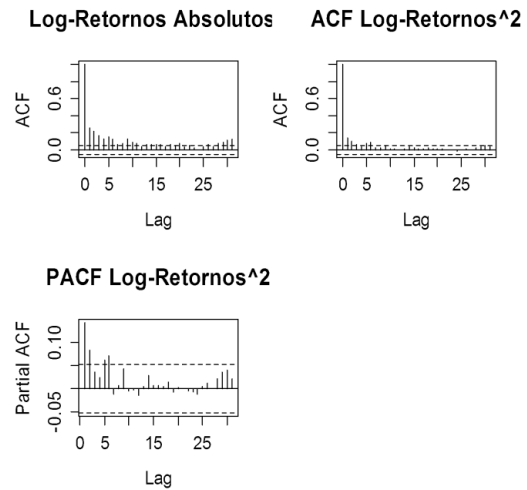 Log-Retornos Absolutos
ACF
0.0 0.6
0 5 15 25
Lag
ACF Log-Retornos^2
ACF
0.0 0.6
0 5 15 25
Lag
PACF Log-Retornos^2
Partial ACF
-0.05 0.10
0 5 15 25
Lag